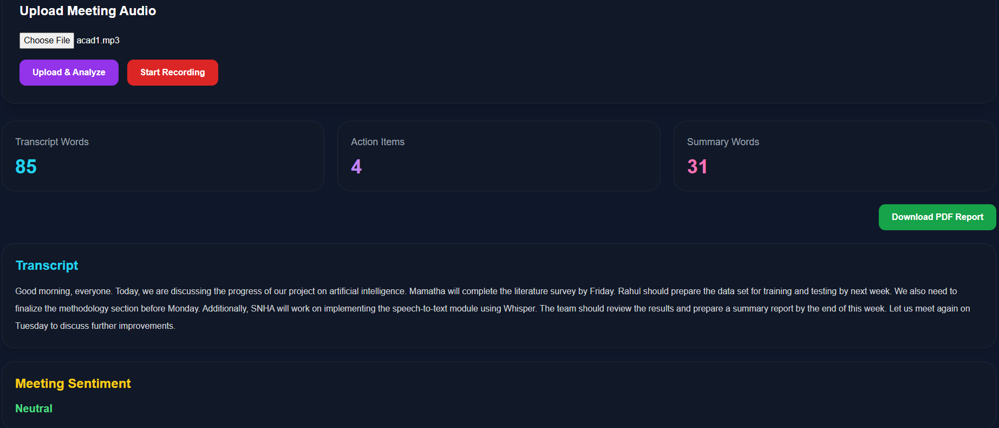 Upload Meeting Audio
Choose File acad1.mp3
Upload & Analyze Start Recording
Transcript Words Action Items Summary Words
85 4 31
Download PDF Report
Transcript
Good morning, everyone. Today, we are discussing the progress of our project on artificial intelligence. Mamatha will complete the literature survey by Friday. Rahul should prepare the data set for training and testing by next week. We also need to
finalize the methodology section before Monday. Additionally, SNHA will work on implementing the speech-to-text module using Whisper. The team should review the results and prepare a summary report by the end of this week. Let us meet again on
Tuesday to discuss further improvements.
Meeting Sentiment
Neutral